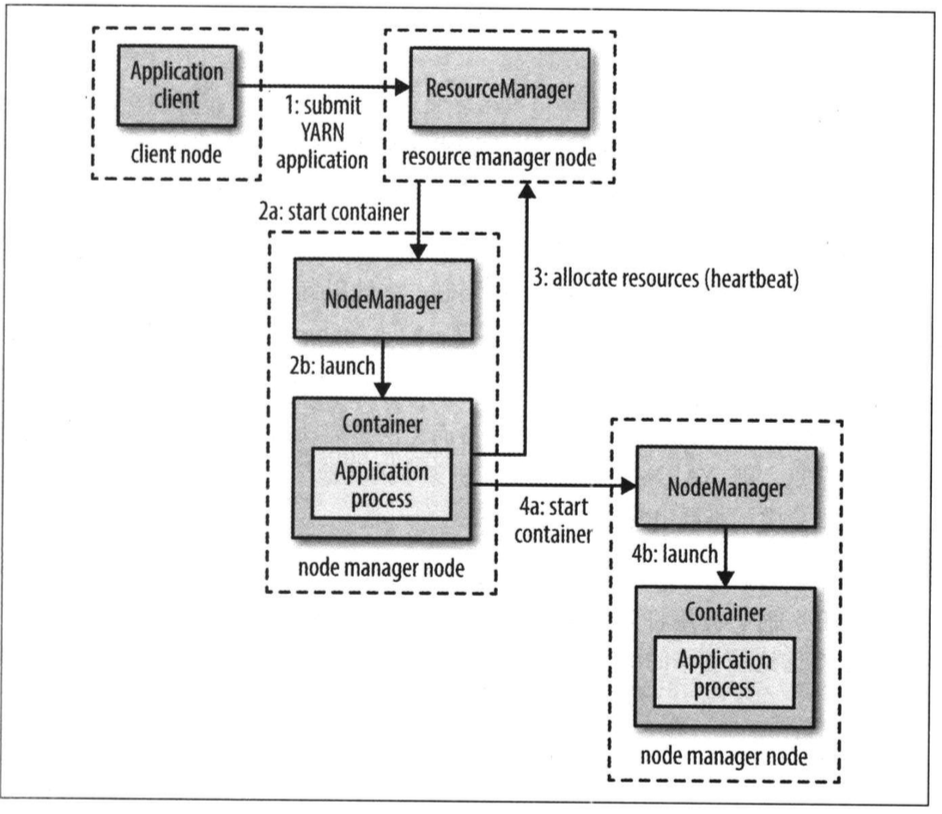 Application
client
client node
1: submit
YARN
application
ResourceManager
resource manager node
2a: start container
NodeManager
2b: launch
Container
Application
process
node manager node
3: allocate resources (heartbeat)
4a: start
container
NodeManager
4b: launch
Container
Application
process
node manager node